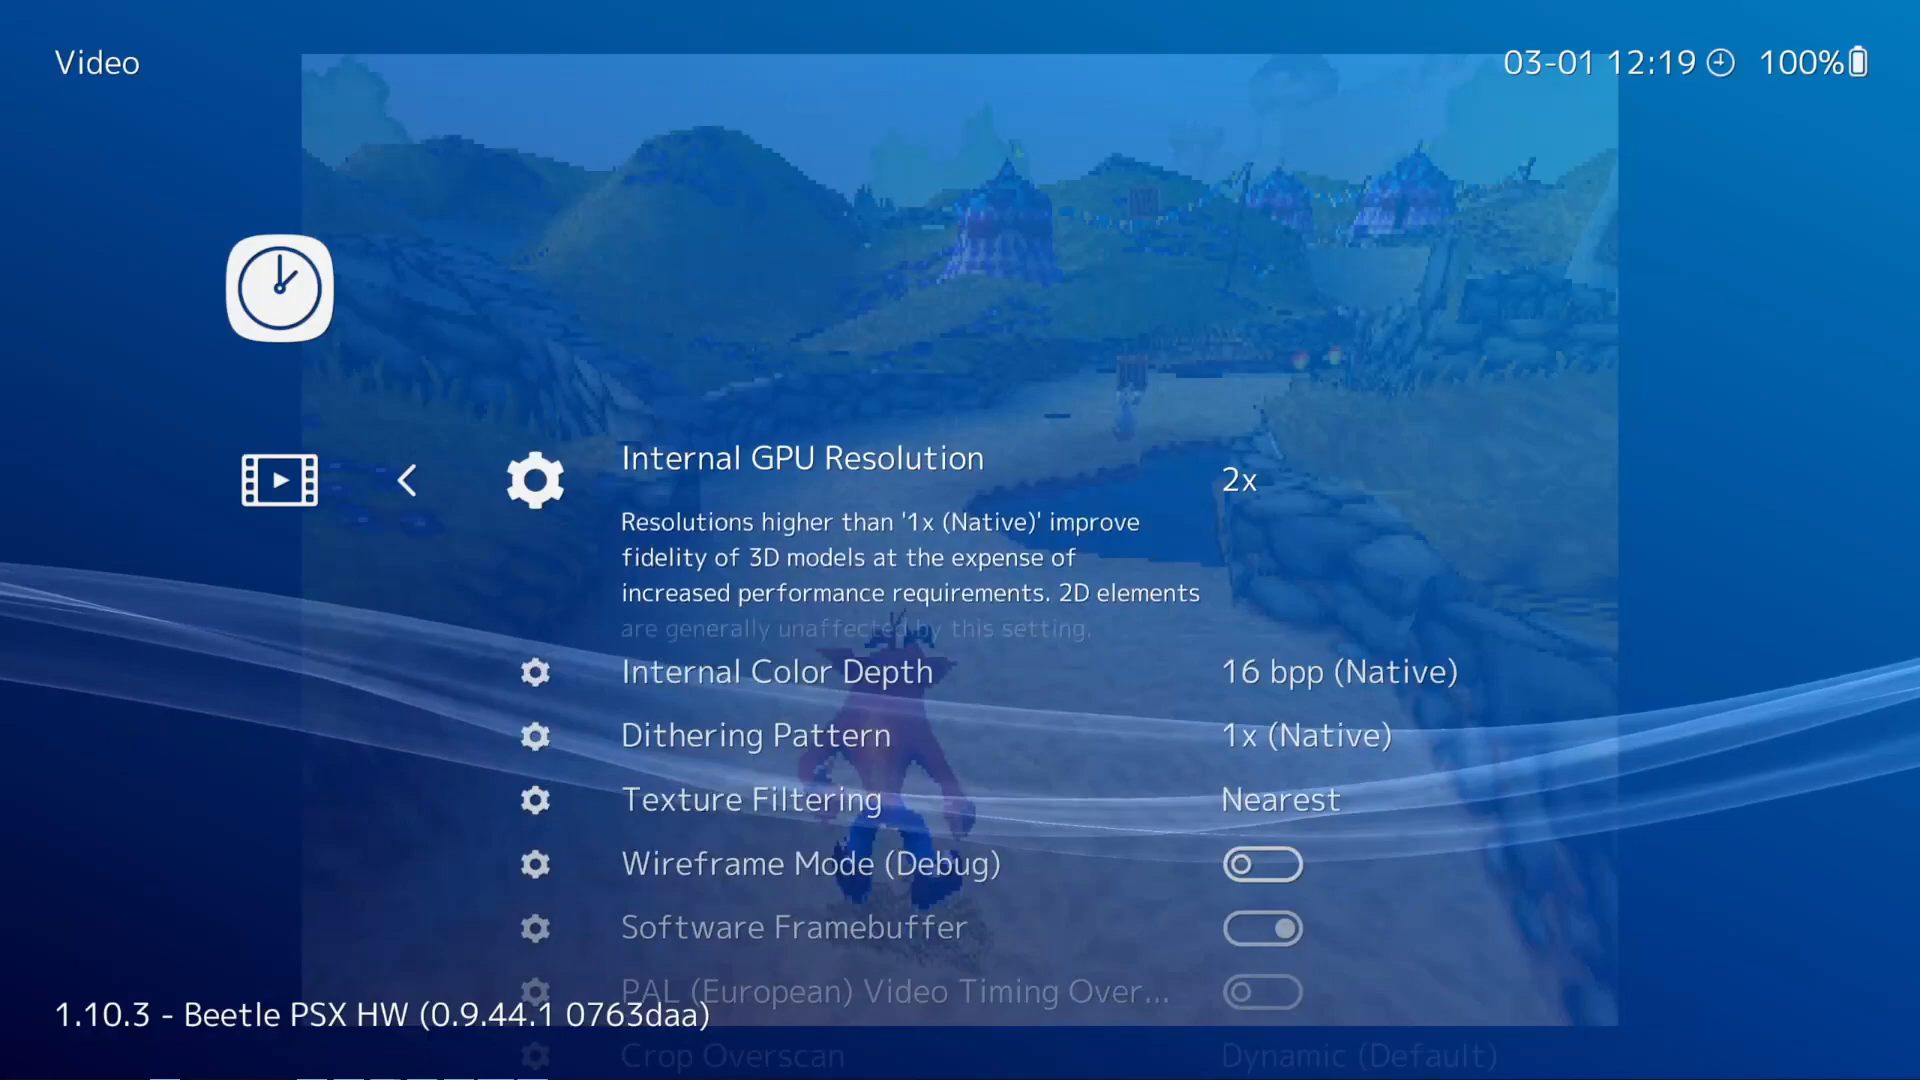 Video
03-01 12:19 100%
Internal GPU Resolution
2x
Resolutions higher than '1x (Native)' improve
fidelity of 3D models at the expense of
increased performance requirements. 2D elements
are generally unaffected by this setting.
Internal Color Depth 16 bpp (Native)
Dithering Pattern 1x (Native)
Texture Filtering Nearest
Wireframe Mode (Debug)
Software Framebuffer
PAL (European) Video Timing Over...
1.10.3 - Beetle PSX HW (0.9.44.1 0763daa)
Crop Overscan Dynamic (Default)